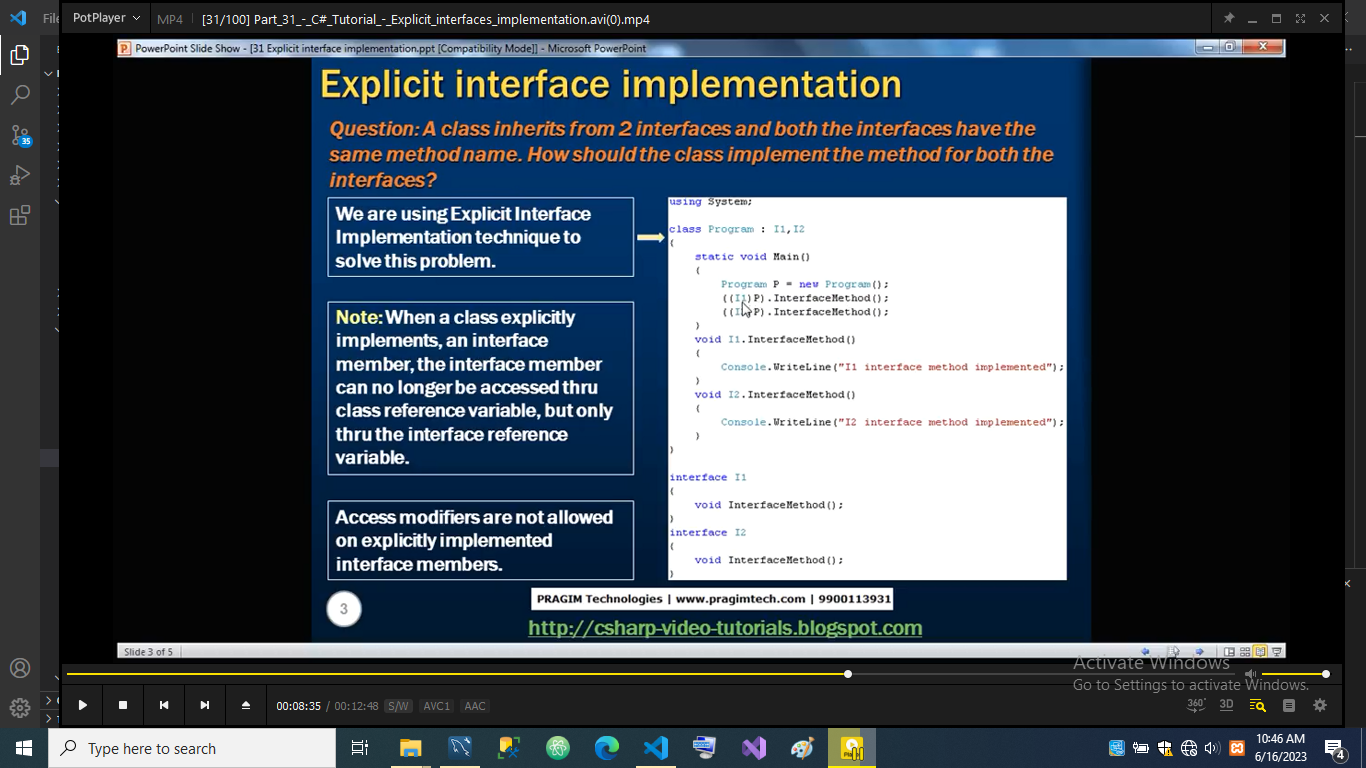 File
PotPlayer
MP4
[31/100] Part_31_-_C#_Tutorial_-_Explicit_interfaces_implementation.avi(0).mp4
PowerPoint Slide Show - [31 Explicit interface implementation.ppt [Compatibility Mode]] - Microsoft PowerPoint
Explicit interface implementation
Question: A class inherits from 2 interfaces and both the interfaces have the
same method name. How should the class implement the method for both the
interfaces?
We are using Explicit Interface
Implementation technique to
solve this problem.
Note: When a class explicitly
implements, an interface
member, the interface member
can no longer be accessed thru
class reference variable, but only
thru the interface reference
variable.
Access modifiers are not allowed
on explicitly implemented
interface members.
using System;
class Program : I1,I2
{
static void Main()
{
Program P = new Program();
((I1)P).InterfaceMethod();
((I P).InterfaceMethod();
}
void I1.InterfaceMethod()
{
Console.WriteLine("I1 interface method implemented");
}
void I2.InterfaceMethod()
{
Console.WriteLine("I2 interface method implemented");
}
}
interface I1
{
void InterfaceMethod();
}
interface I2
{
void InterfaceMethod();
}
3
PRAGIM Technologies | www.pragimtech.com | 9900113931
http://csharp-video-tutorials.blogspot.com
Slide 3 of 5
Activate Windows
Go to Settings to activate Windows.
35
00:08:35 / 00:12:48 S/W AVC1 AAC
360° 3D
Type here to search
10:46 AM
6/16/2023
4